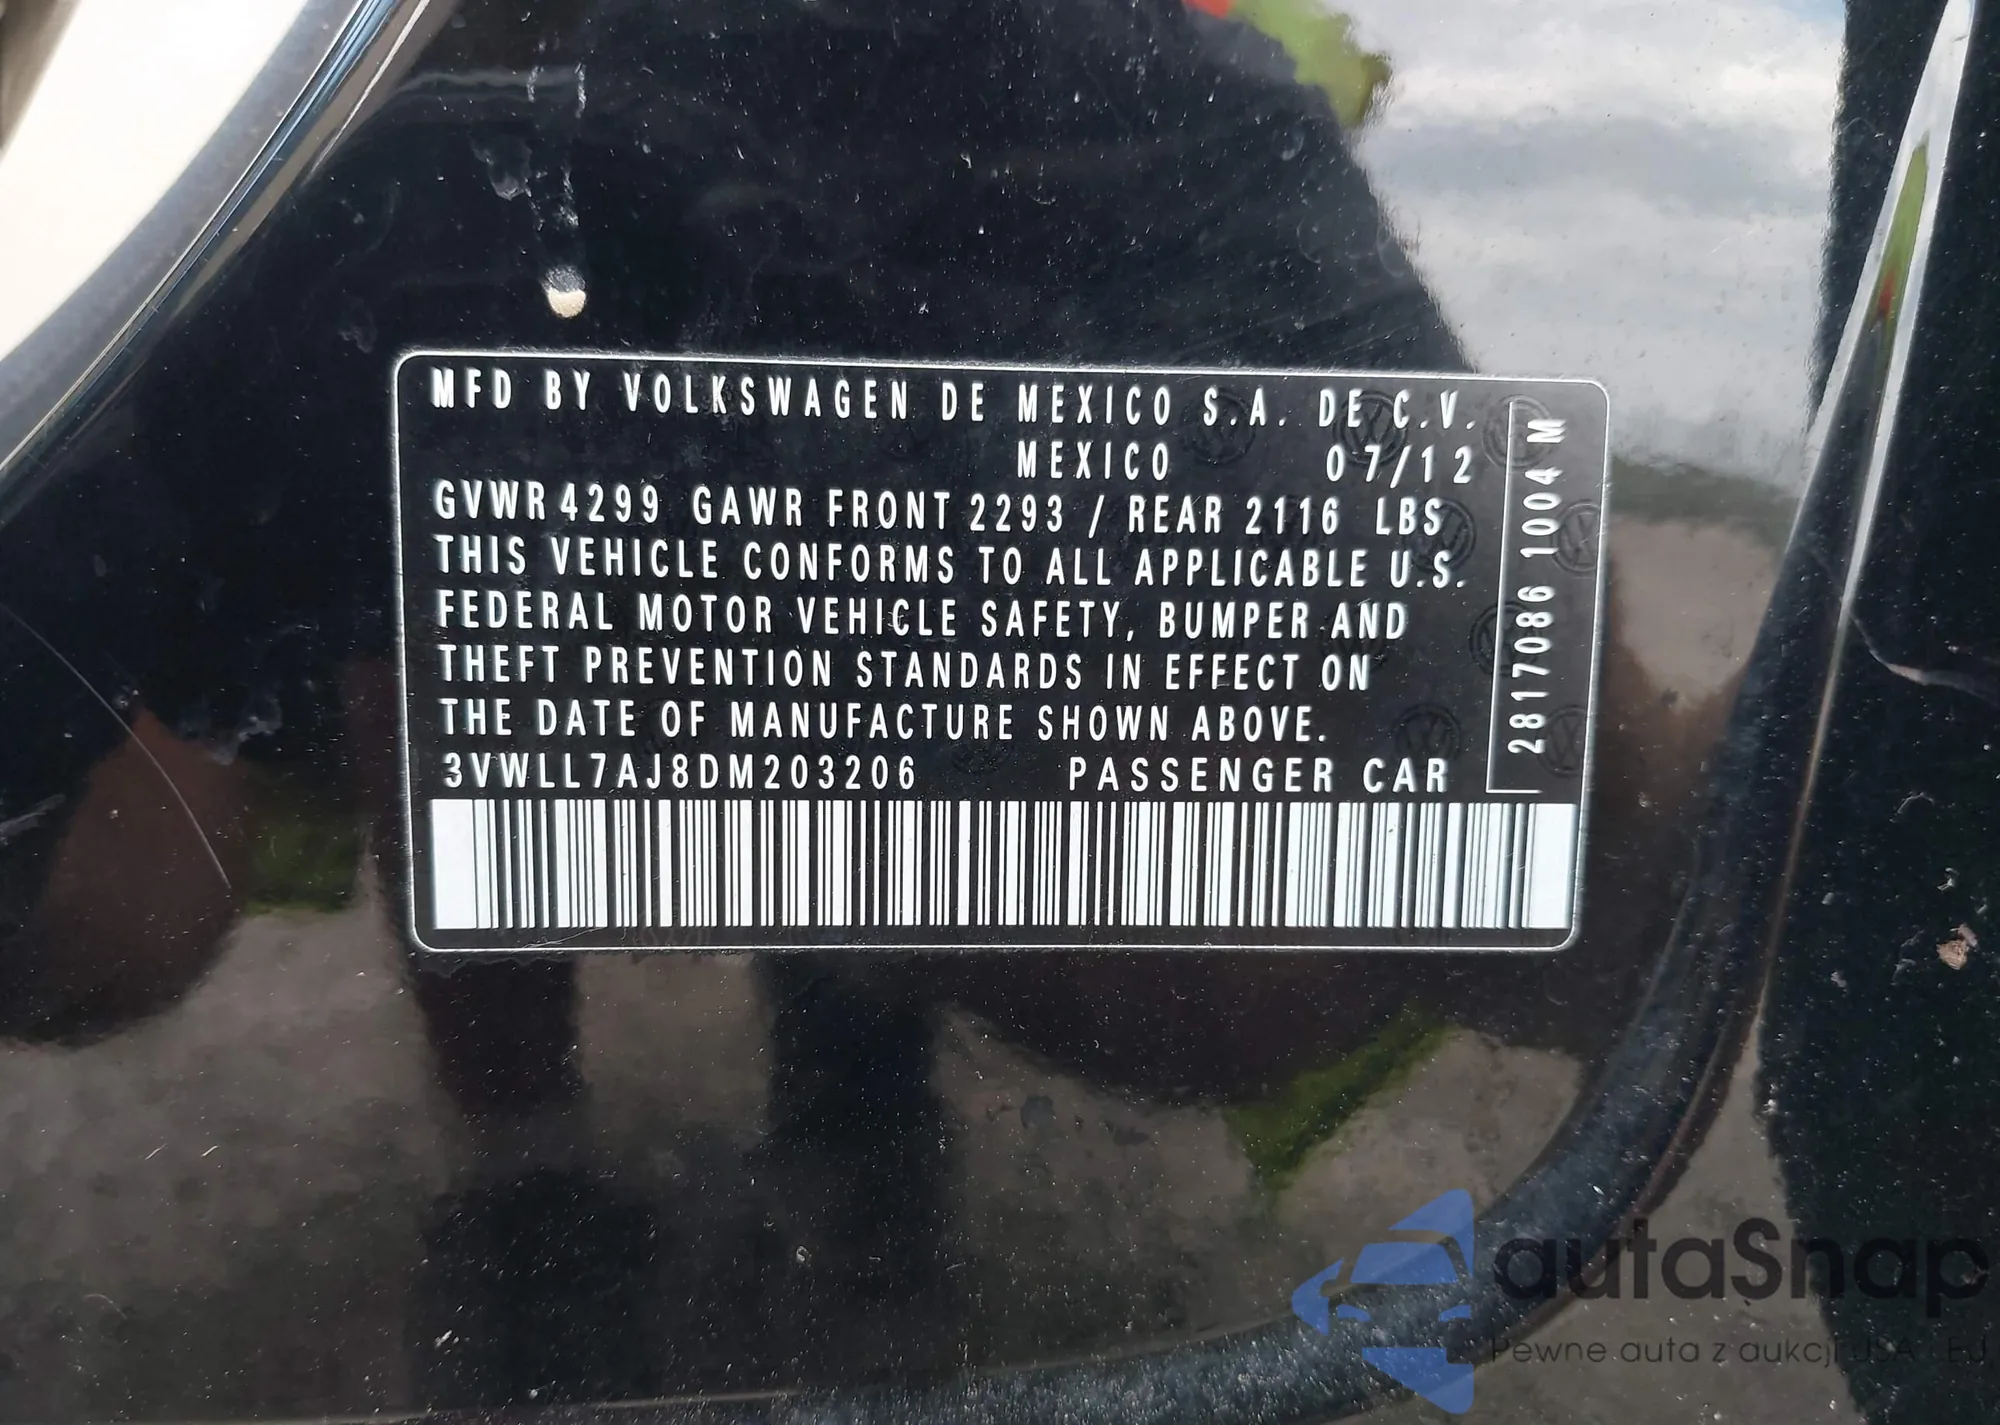 MFD BY VOLKSWAGEN DE MEXICO S.A. DE C.V.
MEXICO 07/12
GVWR 4299 GAWR FRONT 2293 / REAR 2116 LBS
THIS VEHICLE CONFORMS TO ALL APPLICABLE U.S.
FEDERAL MOTOR VEHICLE SAFETY, BUMPER AND
THEFT PREVENTION STANDARDS IN EFFECT ON
THE DATE OF MANUFACTURE SHOWN ABOVE.
3VWLL7AJ8DM203206 PASSENGER CAR
2817086 1004 M
autaSnap
Pewne auta z aukcji USA i EU